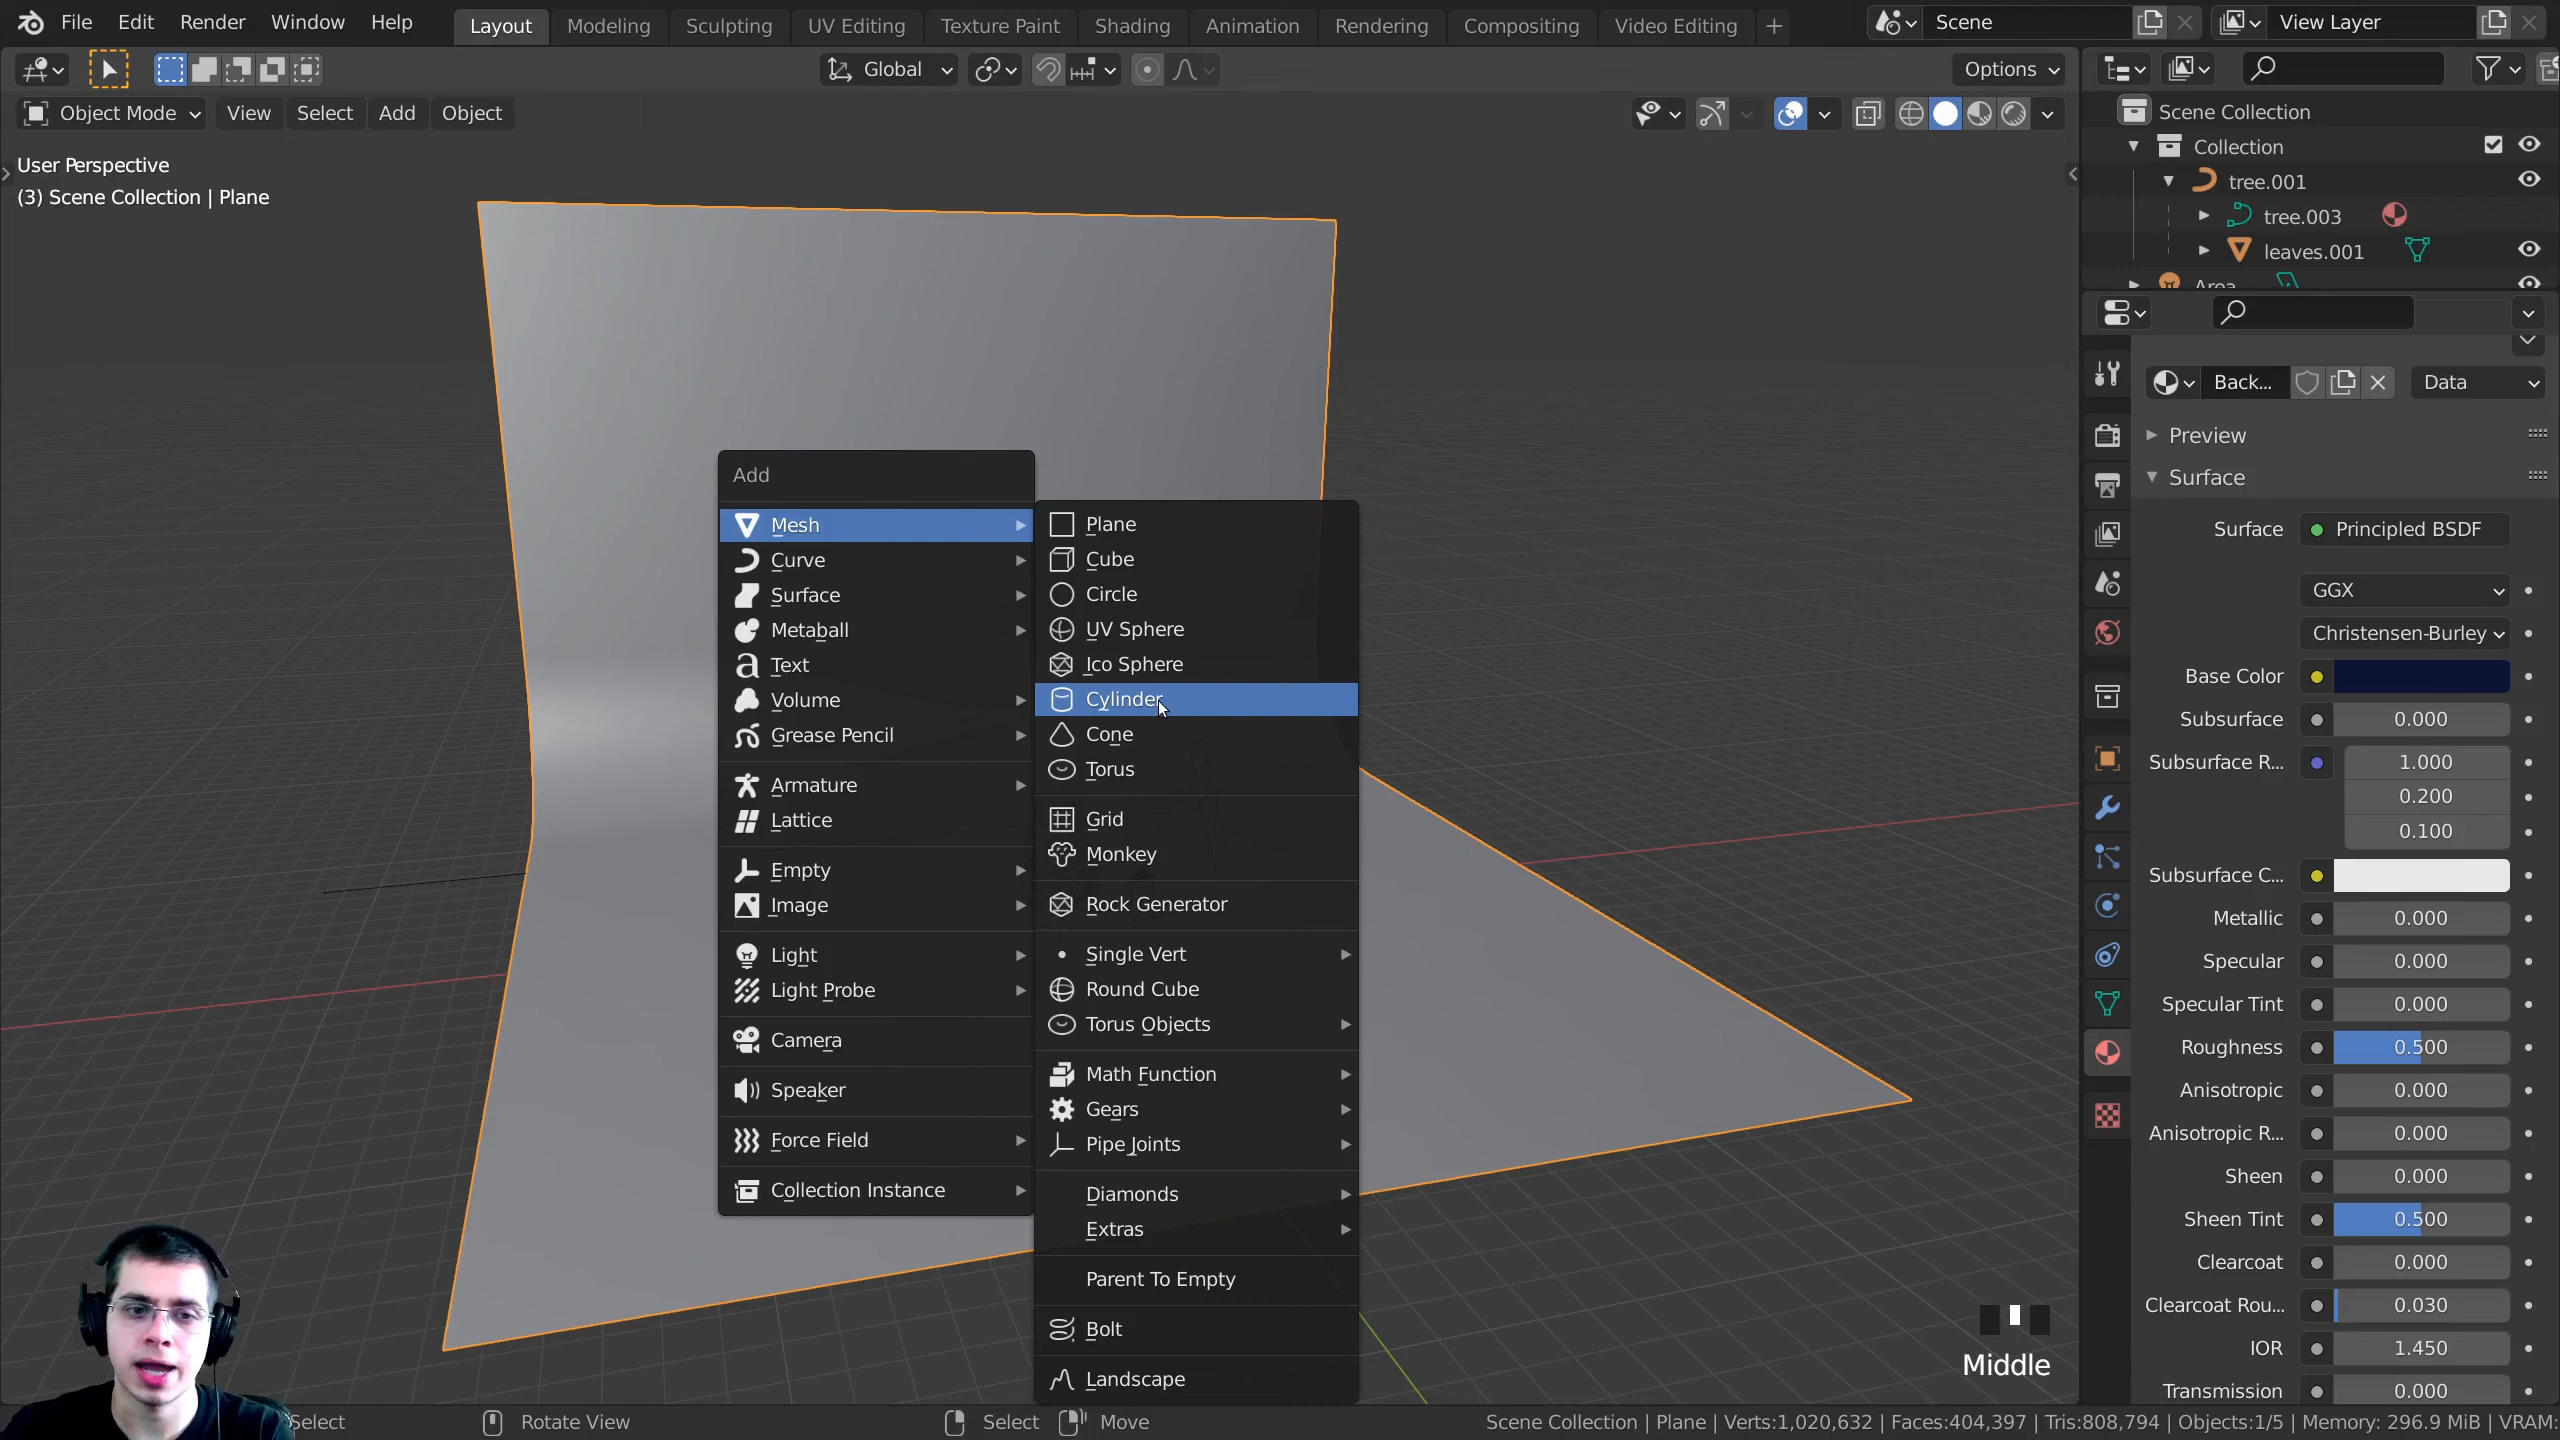 File Edit Render Window Help Layout Modeling Sculpting UV Editing Texture Paint Shading Animation Rendering Compositing Video Editing Scene View Layer
Global Options
Object Mode View Select Add Object
User Perspective
(3) Scene Collection | Plane
Add
Mesh
Curve
Surface
Metaball
Text
Volume
Grease Pencil
Armature
Lattice
Empty
Image
Light
Light Probe
Camera
Speaker
Force Field
Collection Instance
Plane
Cube
Circle
UV Sphere
Ico Sphere
Cylinder
Cone
Torus
Grid
Monkey
Rock Generator
Single Vert
Round Cube
Torus Objects
Math Function
Gears
Pipe Joints
Diamonds
Extras
Parent To Empty
Bolt
Landscape
Scene Collection
Collection
tree.001
tree.003
leaves.001
Area
Back... Data
Preview
Surface
Surface Principled BSDF
GGX
Christensen-Burley
Base Color
Subsurface 0.000
Subsurface R... 1.000
0.200
0.100
Subsurface C...
Metallic 0.000
Specular 0.000
Specular Tint 0.000
Roughness 0.500
Anisotropic 0.000
Anisotropic R... 0.000
Sheen 0.000
Sheen Tint 0.500
Clearcoat 0.000
Clearcoat Rou... 0.030
IOR 1.450
Transmission 0.000
Middle
Select Rotate View Select Move Scene Collection | Plane | Verts:1,020,632 | Faces:404,397 | Tris:808,794 | Objects:1/5 | Memory: 296.9 MiB | VRAM: